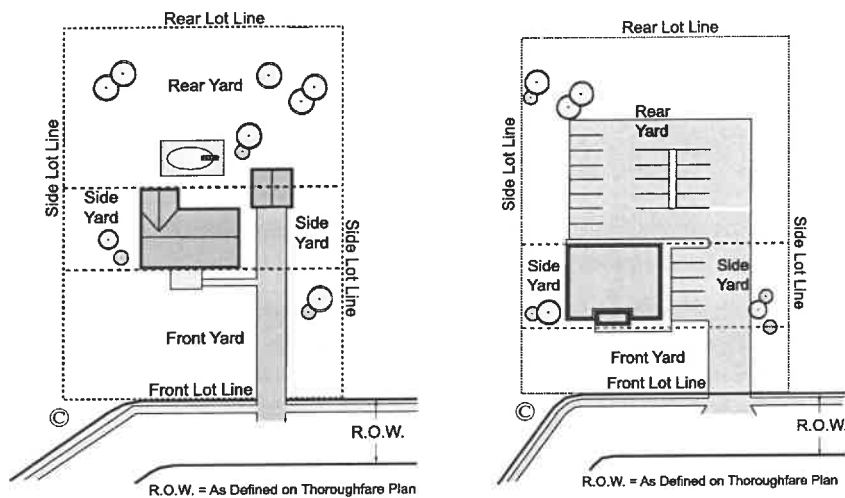 Rear Lot Line
Rear Yard
Side Lot Line
Side
Yard
Side
Yard
Side Lot Line
Front Yard
Front Lot Line
©
R.O.W.
R.O.W. = As Defined on Thoroughfare Plan
Rear Lot Line
Rear
Yard
Side Lot Line
Side
Yard
Side
Yard
Side Lot Line
Front Yard
Front Lot Line
©
R.O.W.
R.O.W. = As Defined on Thoroughfare Plan